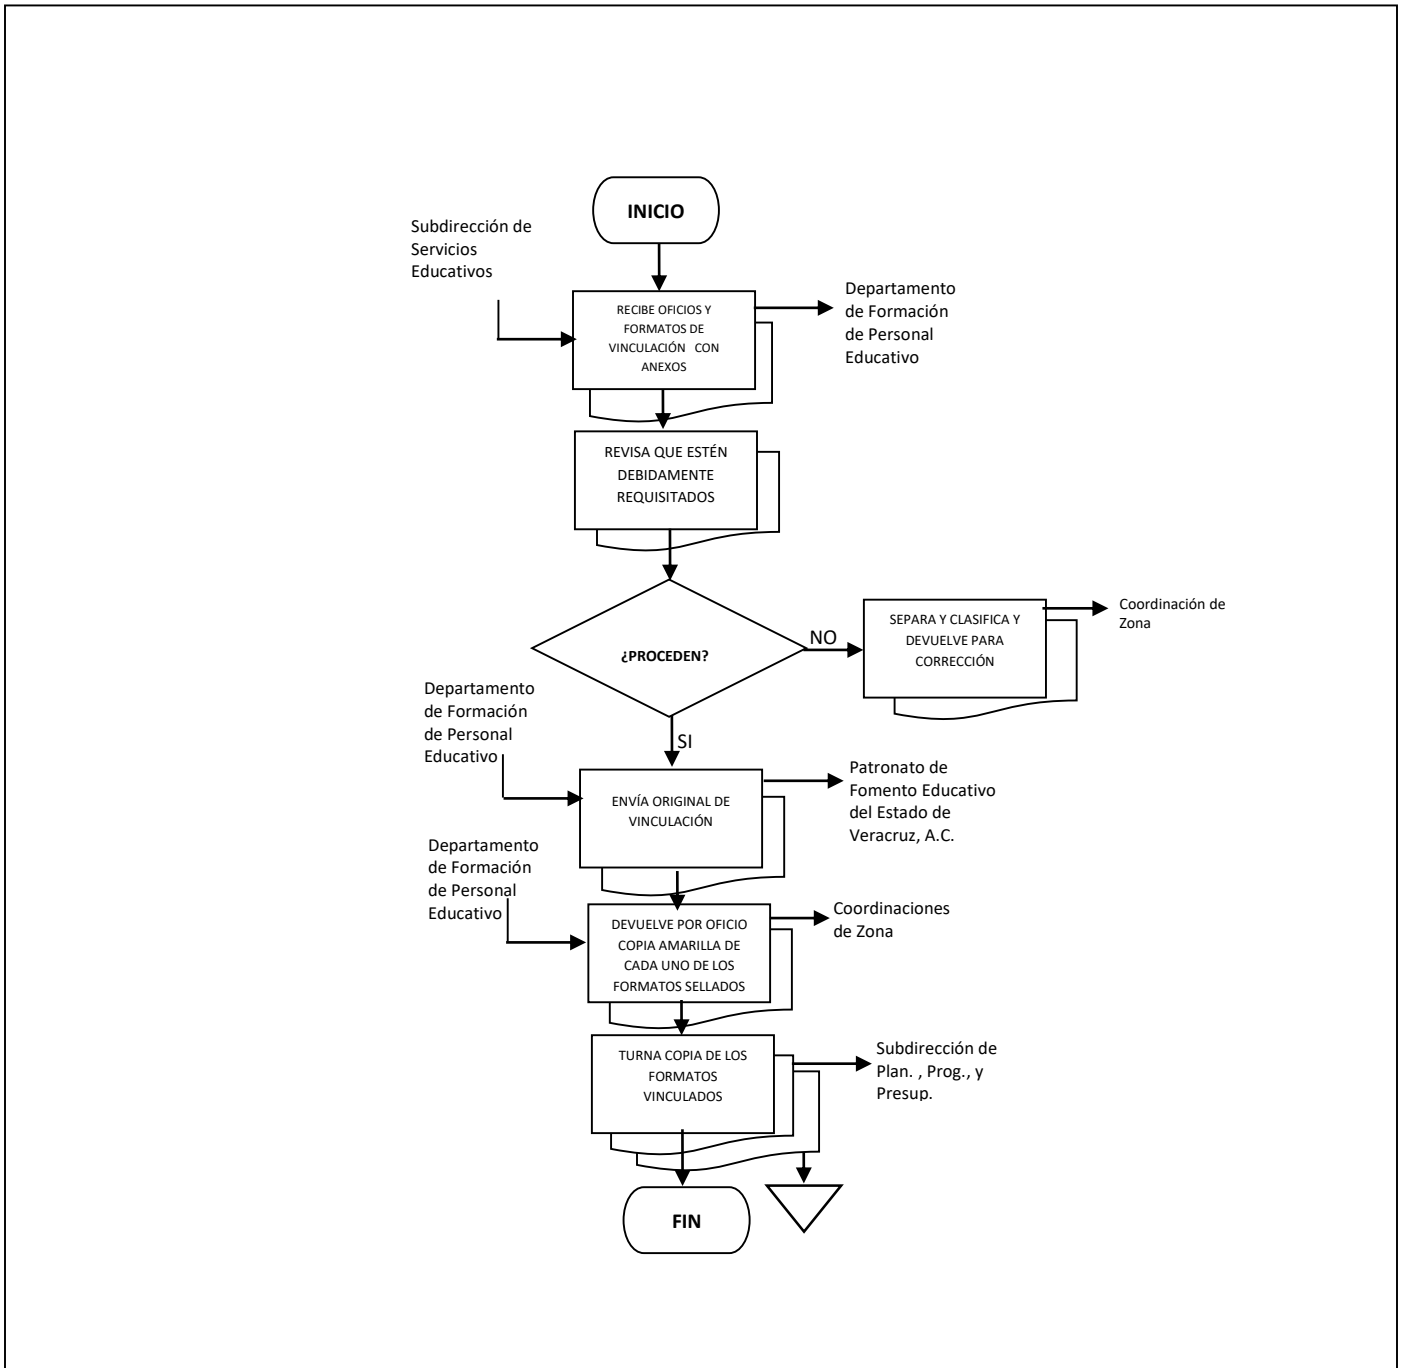 INICIO
Subdirección de
Servicios
Educativos
RECIBE OFICIOS Y
FORMATOS DE
VINCULACIÓN CON
ANEXOS
Departamento
de Formación
de Personal
Educativo
REVISA QUE ESTÉN
DEBIDAMENTE
REQUISITADOS
¿PROCEDEN?
NO
SEPARA Y CLASIFICA Y
DEVUELVE PARA
CORRECCIÓN
Coordinación de
Zona
SI
Departamento
de Formación
de Personal
Educativo
ENVÍA ORIGINAL DE
VINCULACIÓN
Patronato de
Fomento Educativo
del Estado de
Veracruz, A.C.
Departamento
de Formación
de Personal
Educativo
DEVUELVE POR OFICIO
COPIA AMARILLA DE
CADA UNO DE LOS
FORMATOS SELLADOS
Coordinaciones
de Zona
TURNA COPIA DE LOS
FORMATOS
VINCULADOS
Subdirección de
Plan. , Prog., y
Presup.
FIN